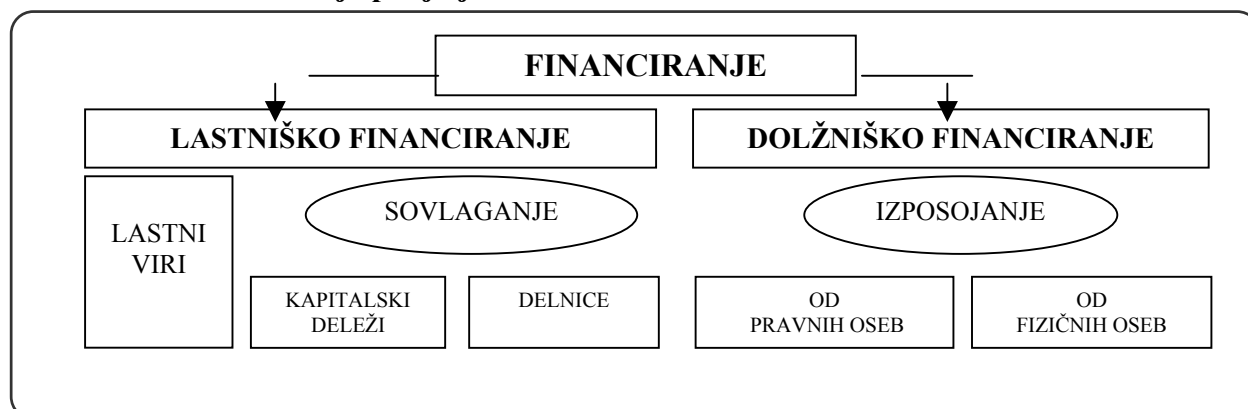 FINANCIRANJE
LASTNIŠKO FINANCIRANJE
DOLŽNIŠKO FINANCIRANJE
LASTNI
VIRI
SOVLAGANJE
IZPOSOJANJE
KAPITALSKI
DELEŽI
DELNICE
OD
PRAVNIH OSEB
OD
FIZIČNIH OSEB